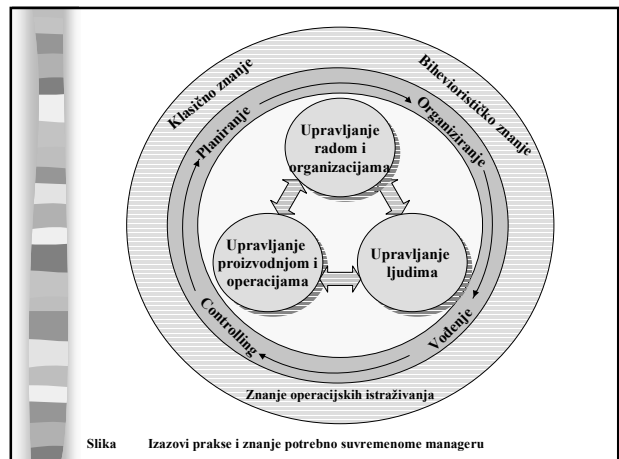 Klasično znanje
Biheviorističko znanje
Planiranje
Organiziranje
Upravljanje
radom i
organizacijama
Upravljanje
proizvodnjom i
operacijama
Upravljanje
ljudima
Controlling
Vođenje
Znanje operacijskih istraživanja
Slika Izazovi prakse i znanje potrebno suvremenome manageru